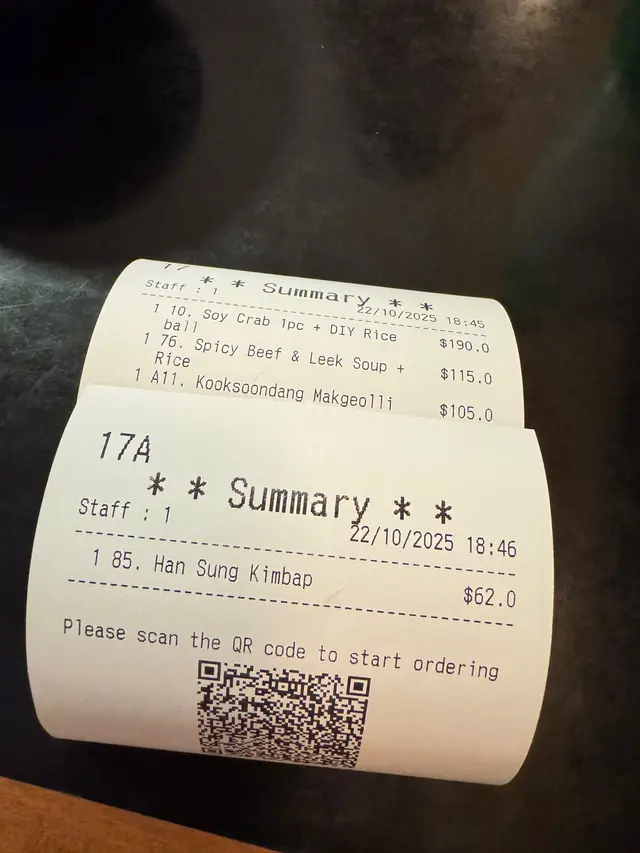 17
* * Summary * *
Staff : 1
22/10/2025 18:45
1 10. Soy Crab 1pc + DIY Rice
ball
$190.0
1 76. Spicy Beef & Leek Soup +
Rice
$115.0
1 A11. Kooksoondang Makgeolli
$105.0
17A
* * Summary * *
Staff : 1
22/10/2025 18:46
1 85. Han Sung Kimbap
$62.0
Please scan the QR code to start ordering